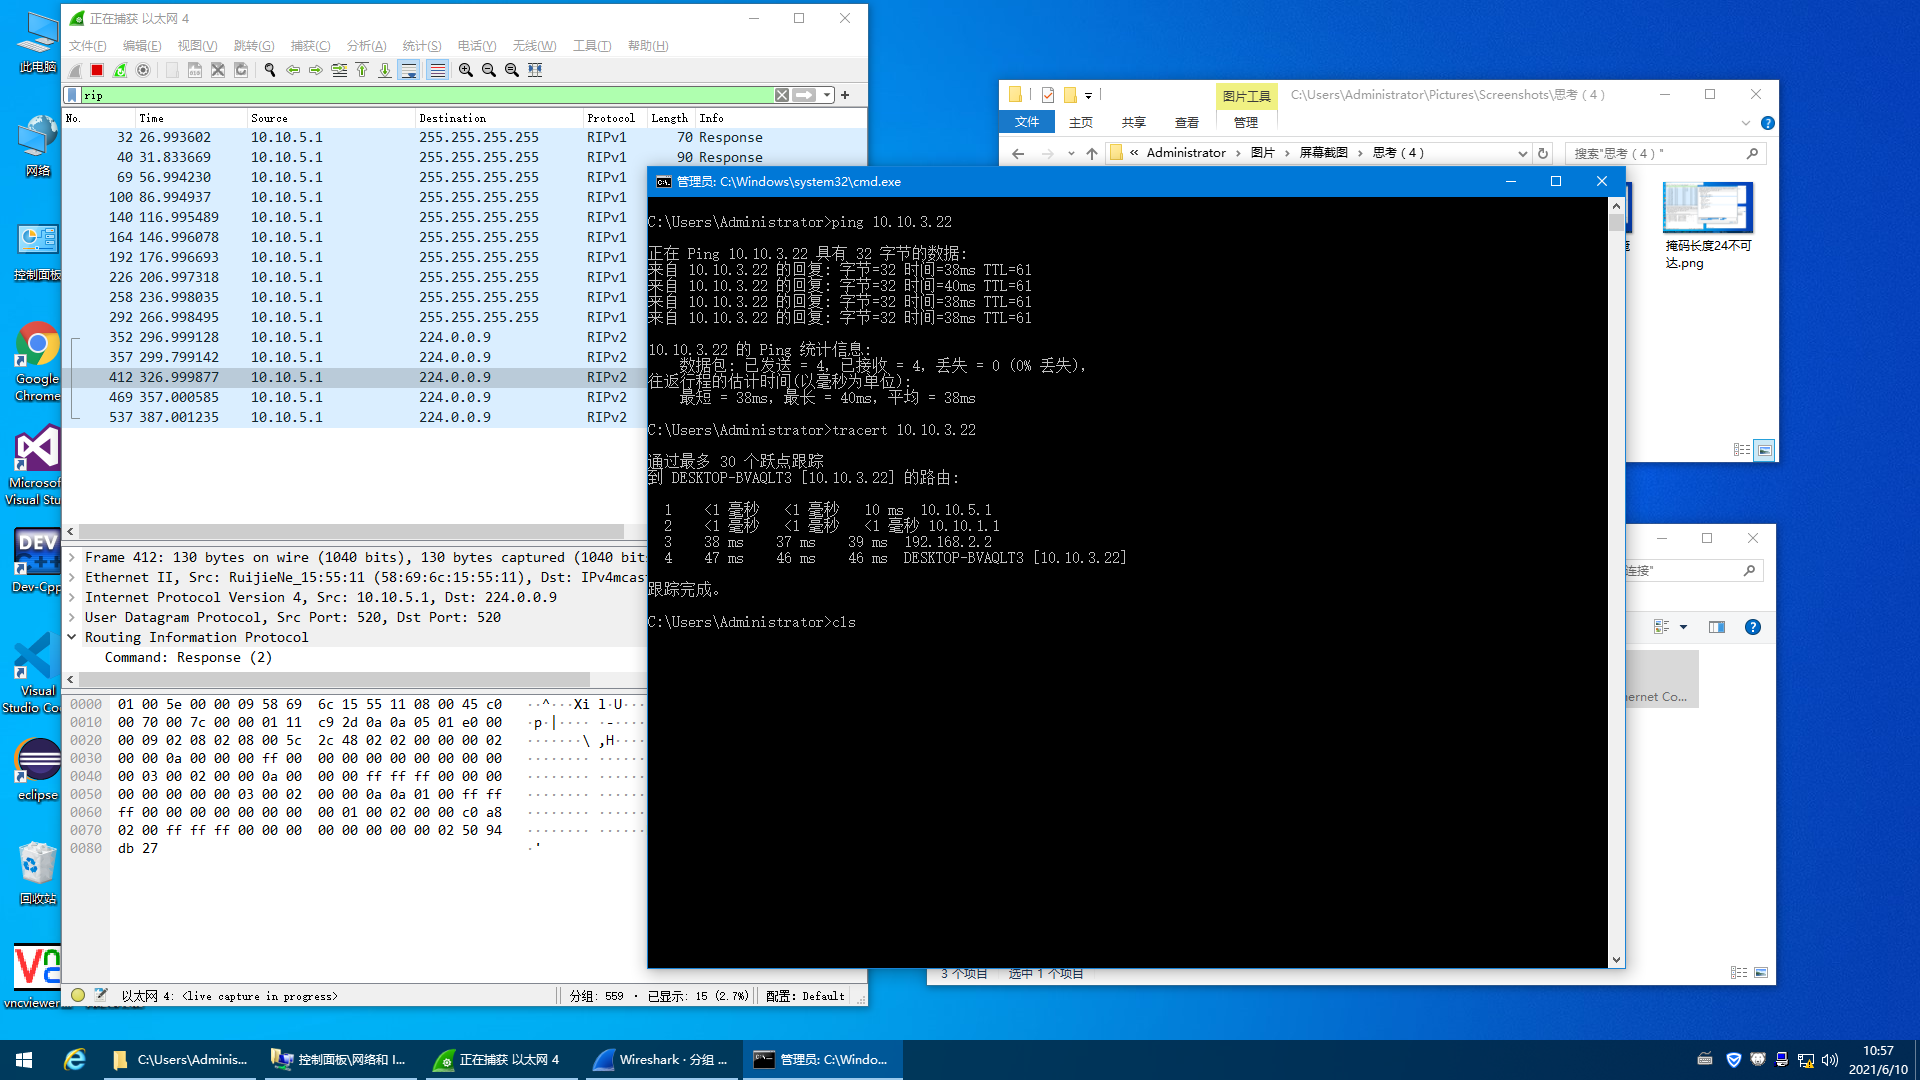 此电脑
网络
控制面板
Google
Chrome
Microsof
Visual Stu
Dev-Cpp
Visual
Studio Co
eclipse
回收站
vncviewer
正在捕获 以太网 4
文件(F) 编辑(E) 视图(V) 跳转(G) 捕获(C) 分析(A) 统计(S) 电话(Y) 无线(W) 工具(T) 帮助(H)
rip
No. Time Source Destination Protocol Length Info
32 26.993602 10.10.5.1 255.255.255.255 RIPv1 70 Response
40 31.833669 10.10.5.1 255.255.255.255 RIPv1 90 Response
69 56.994230 10.10.5.1 255.255.255.255 RIPv1
100 86.994937 10.10.5.1 255.255.255.255 RIPv1
140 116.995489 10.10.5.1 255.255.255.255 RIPv1
164 146.996078 10.10.5.1 255.255.255.255 RIPv1
192 176.996693 10.10.5.1 255.255.255.255 RIPv1
226 206.997318 10.10.5.1 255.255.255.255 RIPv1
258 236.998035 10.10.5.1 255.255.255.255 RIPv1
292 266.998495 10.10.5.1 255.255.255.255 RIPv1
352 296.999128 10.10.5.1 224.0.0.9 RIPv2
357 299.799142 10.10.5.1 224.0.0.9 RIPv2
412 326.999877 10.10.5.1 224.0.0.9 RIPv2
469 357.000585 10.10.5.1 224.0.0.9 RIPv2
537 387.001235 10.10.5.1 224.0.0.9 RIPv2
Frame 412: 130 bytes on wire (1040 bits), 130 bytes captured (1040 bit
Ethernet II, Src: RuijieNe_15:55:11 (58:69:6c:15:55:11), Dst: IPv4mcas
Internet Protocol Version 4, Src: 10.10.5.1, Dst: 224.0.0.9
User Datagram Protocol, Src Port: 520, Dst Port: 520
Routing Information Protocol
Command: Response (2)
0000 01 00 5e 00 00 09 58 69 6c 15 55 11 08 00 45 c0 ··^···Xi l·U···
0010 00 70 00 7c 00 00 01 11 c9 2d 0a 0a 05 01 e0 00 ·p·|···· ·-····
0020 00 09 02 08 02 08 00 5c 2c 48 02 02 00 00 00 02 ·······\ ,H····
0030 00 00 0a 00 00 00 ff 00 00 00 00 00 00 00 00 00 ········ ······
0040 00 03 00 02 00 00 0a 00 00 00 ff ff ff 00 00 00 ········ ······
0050 00 00 00 00 00 03 00 02 00 00 0a 0a 01 00 ff ff ········ ······
0060 ff 00 00 00 00 00 00 00 00 01 00 02 00 00 c0 a8 ········ ······
0070 02 00 ff ff ff 00 00 00 00 00 00 00 00 02 50 94 ········ ······
0080 db 27 ·'
以太网 4: <live capture in progress> 分组: 559 · 已显示: 15 (2.7%) 配置: Default
图片工具 C:\Users\Administrator\Pictures\Screenshots\思考（4）
文件 主页 共享 查看 管理
« Administrator › 图片 › 屏幕截图 › 思考（4） 搜索"思考（4）"
掩码长度24不可
达.png
管理员: C:\Windows\system32\cmd.exe
C:\Users\Administrator>ping 10.10.3.22
正在 Ping 10.10.3.22 具有 32 字节的数据:
来自 10.10.3.22 的回复: 字节=32 时间=38ms TTL=61
来自 10.10.3.22 的回复: 字节=32 时间=40ms TTL=61
来自 10.10.3.22 的回复: 字节=32 时间=38ms TTL=61
来自 10.10.3.22 的回复: 字节=32 时间=38ms TTL=61
10.10.3.22 的 Ping 统计信息:
数据包: 已发送 = 4, 已接收 = 4, 丢失 = 0 (0% 丢失),
往返行程的估计时间(以毫秒为单位):
最短 = 38ms, 最长 = 40ms, 平均 = 38ms
C:\Users\Administrator>tracert 10.10.3.22
通过最多 30 个跃点跟踪
到 DESKTOP-BVAQLT3 [10.10.3.22] 的路由:
1 <1 毫秒 <1 毫秒 10 ms 10.10.5.1
2 <1 毫秒 <1 毫秒 <1 毫秒 10.10.1.1
3 38 ms 37 ms 39 ms 192.168.2.2
4 47 ms 46 ms 46 ms DESKTOP-BVAQLT3 [10.10.3.22]
跟踪完成。
C:\Users\Administrator>cls
连接"
ernet Co...
3 个项目 选中 1 个项目
C:\Users\Adminis... 控制面板\网络和 I... 正在捕获 以太网 4 Wireshark · 分组 ... 管理员: C:\Windo...
10:57
2021/6/10